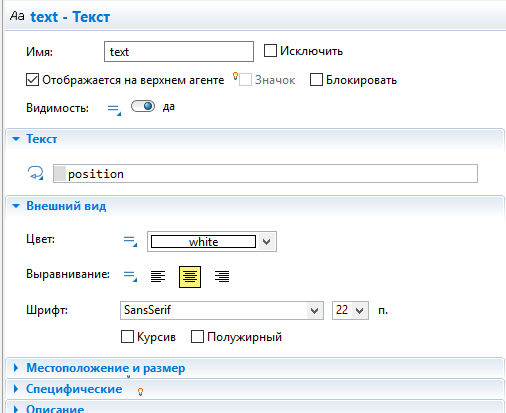 Aa text - Текст
Имя: text Исключить
Отображается на верхнем агенте Значок Блокировать
Видимость: да
Текст
position
Внешний вид
Цвет: white
Выравнивание:
Шрифт: SansSerif 22 п.
Курсив Полужирный
Местоположение и размер
Специфические
Описание